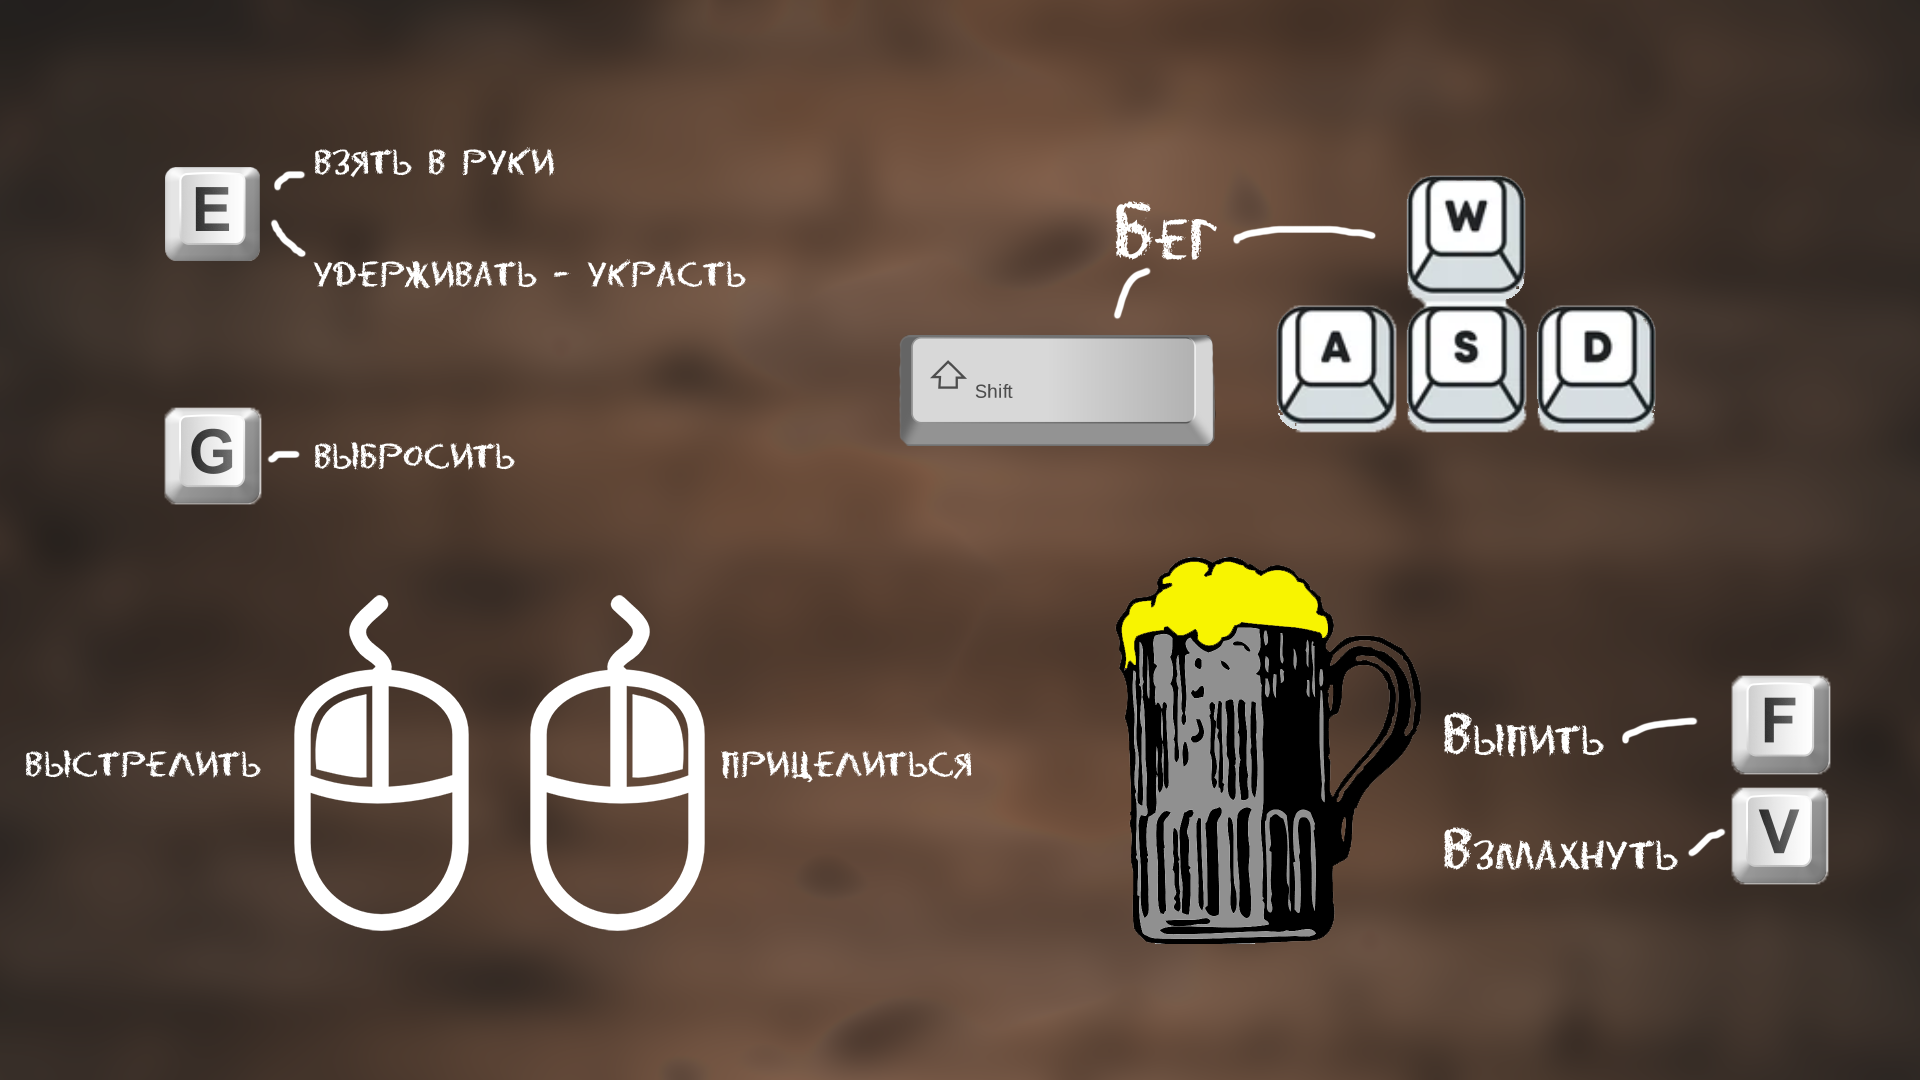 E
взять в руки
удерживать - украсть
G
выбросить
Бег
W
A S D
Shift
выстрелить
прицелиться
Выпить
F
Взмахнуть
V